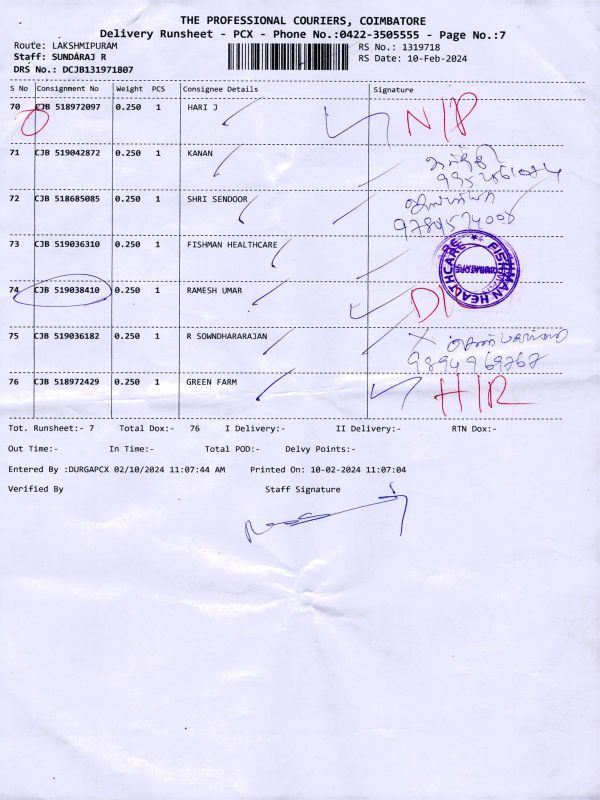 THE PROFESSIONAL COURIERS, COIMBATORE
Delivery Runsheet - PCX - Phone No.:0422-3505555 - Page No.:7
Route: LAKSHMIPURAM RS No.: 1319718
Staff: SUNDARAJ R RS Date: 10-Feb-2024
DRS No.: DCJB131971807
S No Consignment No Weight PCS Consignee Details Signature
70 CJB 518972097 0.250 1 HARI J N/P
71 CJB 519042872 0.250 1 KANAN
72 CJB 518685085 0.250 1 SHRI SENDOOR
9789574008
73 CJB 519036310 0.250 1 FISHMAN HEALTHCARE FISHMAN HEALTHCARE
74 CJB 519038410 0.250 1 RAMESH UMAR
75 CJB 519036182 0.250 1 R SOWNDHARARAJAN
9894969767
76 CJB 518972429 0.250 1 GREEN FARM
Tot. Runsheet:- 7 Total Dox:- 76 I Delivery:- II Delivery:- RTN Dox:-
Out Time:- In Time:- Total POD:- Delvy Points:-
Entered By :DURGAPCX 02/10/2024 11:07:44 AM Printed On: 10-02-2024 11:07:04
Verified By Staff Signature